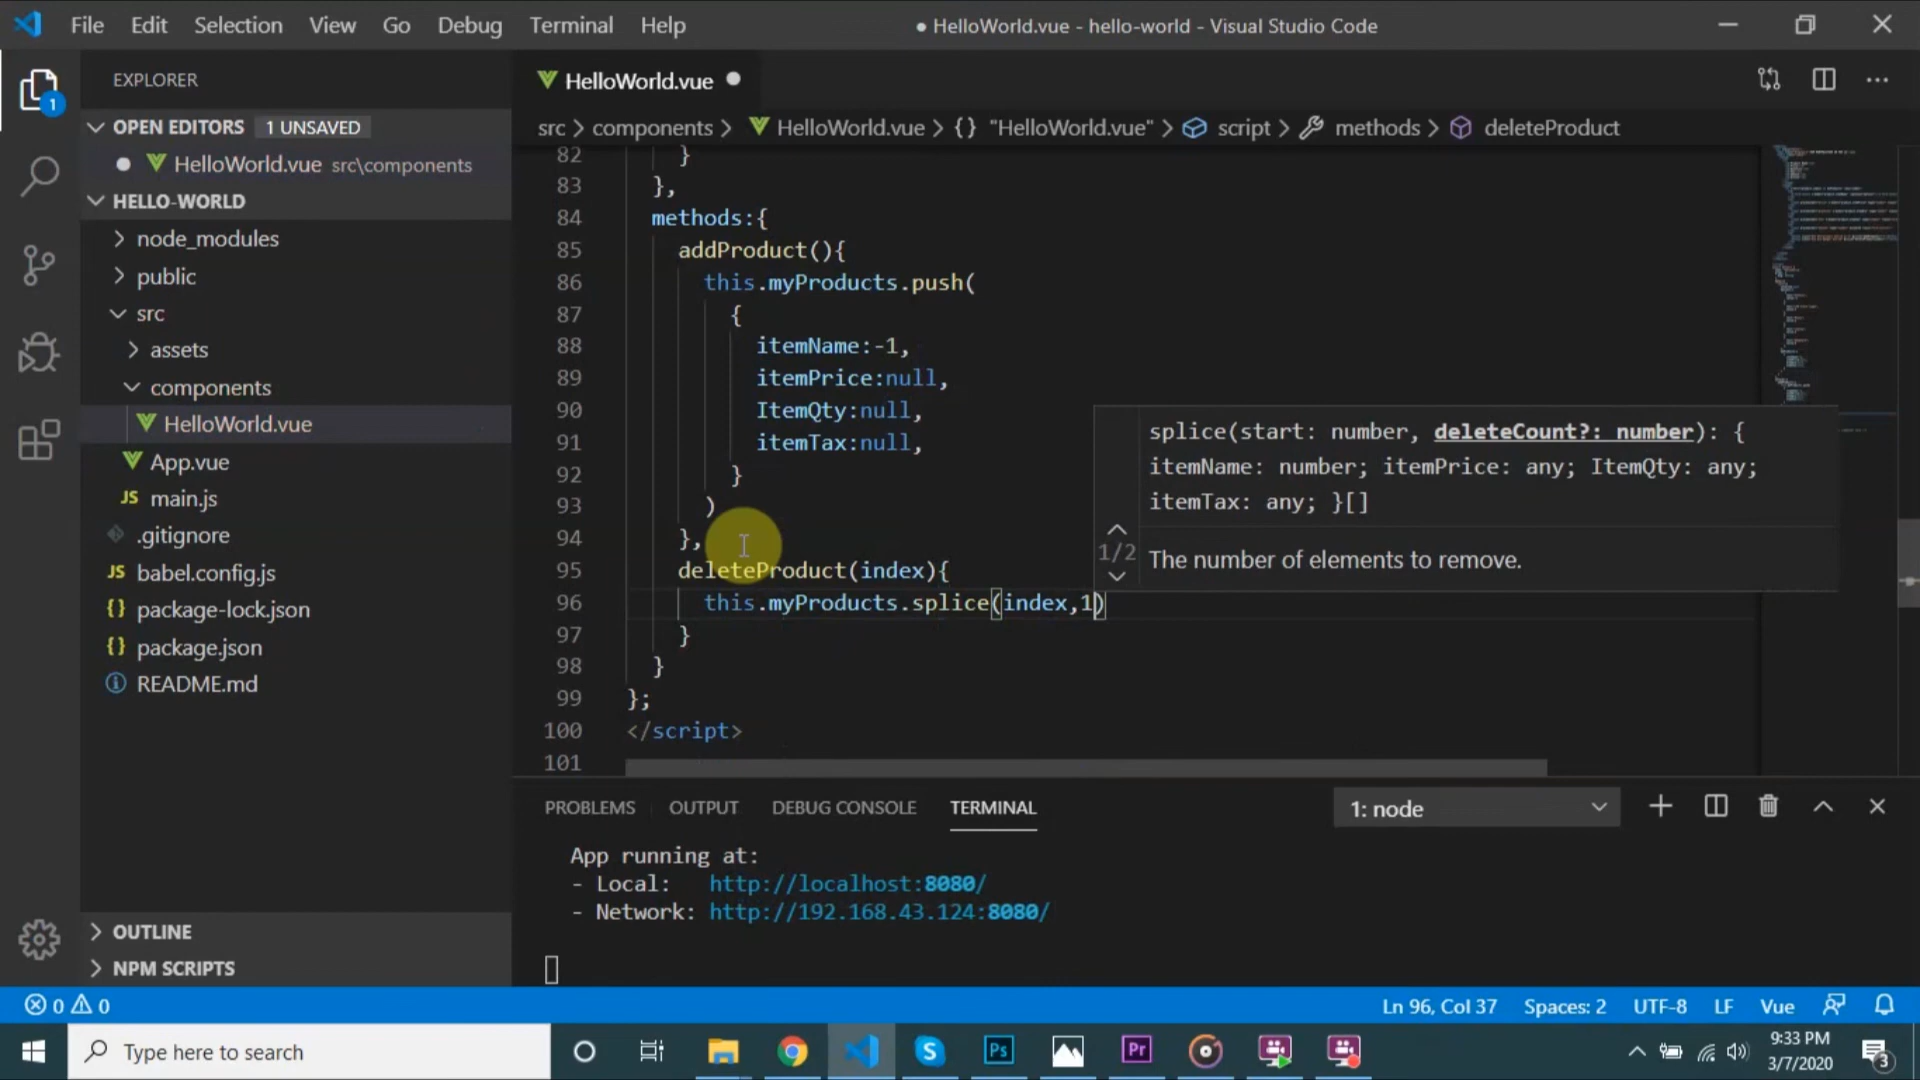 File Edit Selection View Go Debug Terminal Help
● HelloWorld.vue - hello-world - Visual Studio Code
EXPLORER
OPEN EDITORS 1 UNSAVED
HelloWorld.vue src\components
HELLO-WORLD
node_modules
public
src
assets
components
HelloWorld.vue
App.vue
JS main.js
.gitignore
JS babel.config.js
{} package-lock.json
{} package.json
README.md
OUTLINE
NPM SCRIPTS
1
HelloWorld.vue
src > components > HelloWorld.vue > {} "HelloWorld.vue" > script > methods > deleteProduct
82 }
83 },
84 methods:{
85 addProduct(){
86 this.myProducts.push(
87 {
88 itemName:-1,
89 itemPrice:null,
90 ItemQty:null,
91 itemTax:null,
92 }
93 )
94 },
95 deleteProduct(index){
96 this.myProducts.splice(index,1)
97 }
98 }
99 };
100 </script>
101
splice(start: number, deleteCount?: number): {
itemName: number; itemPrice: any; ItemQty: any;
itemTax: any; }[]
1/2
The number of elements to remove.
PROBLEMS OUTPUT DEBUG CONSOLE TERMINAL 1: node
App running at:
- Local: http://localhost:8080/
- Network: http://192.168.43.124:8080/
0 0 Ln 96, Col 37 Spaces: 2 UTF-8 LF Vue
Type here to search
Ps Pr
9:33 PM
3/7/2020
3